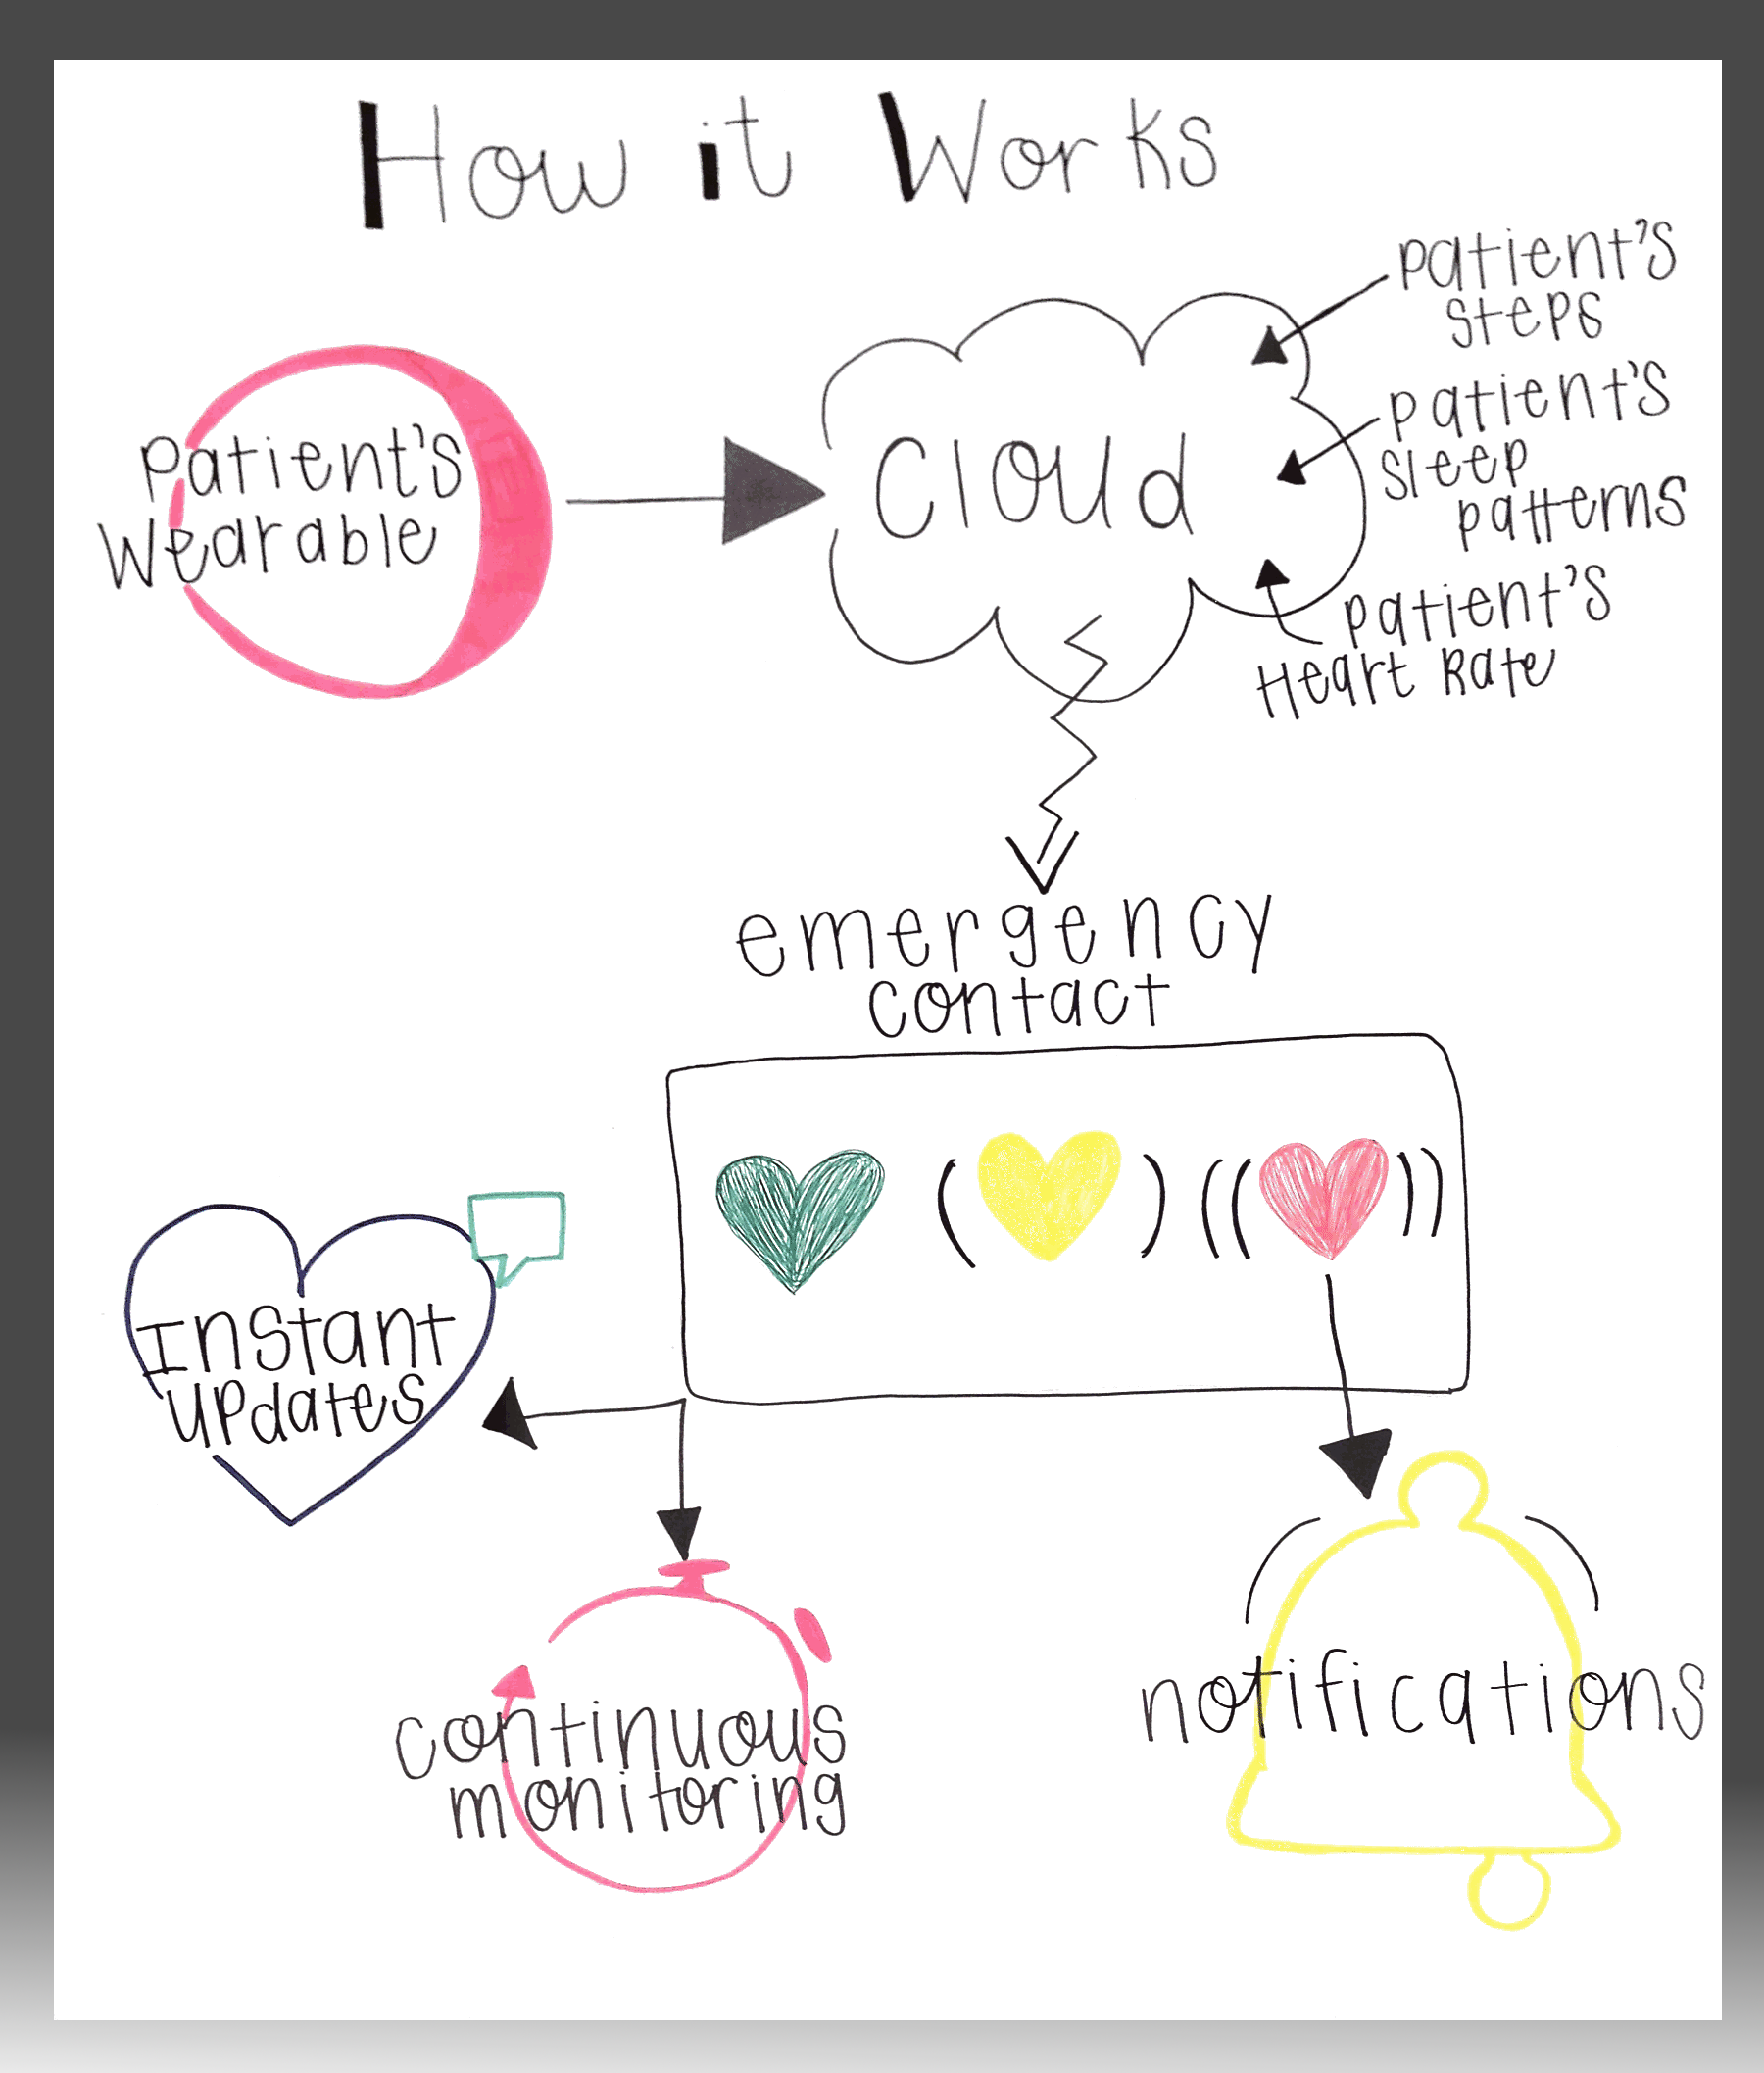 How it Works
patient's
steps
patient's
Wearable
Cloud
patient's
sleep
patterns
patient's
Heart Rate
emergency
contact
Instant
updates
continuous
monitoring
notifications